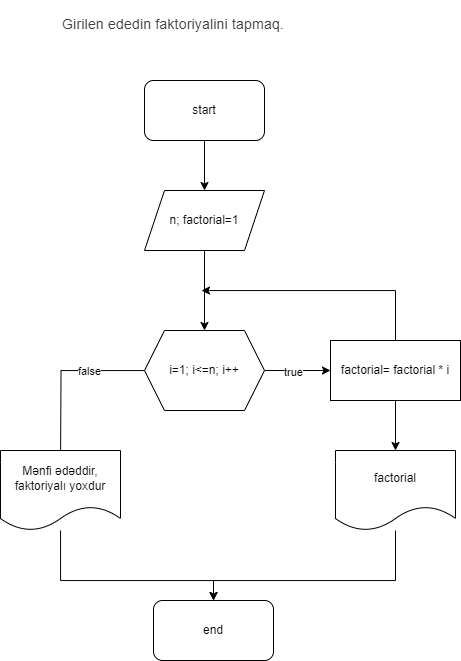 Girilen ededin faktoriyalini tapmaq.
start
n; factorial=1
i=1; i<=n; i++
false
true
factorial= factorial * i
Mənfi ədəddir,
faktoriyalı yoxdur
factorial
end